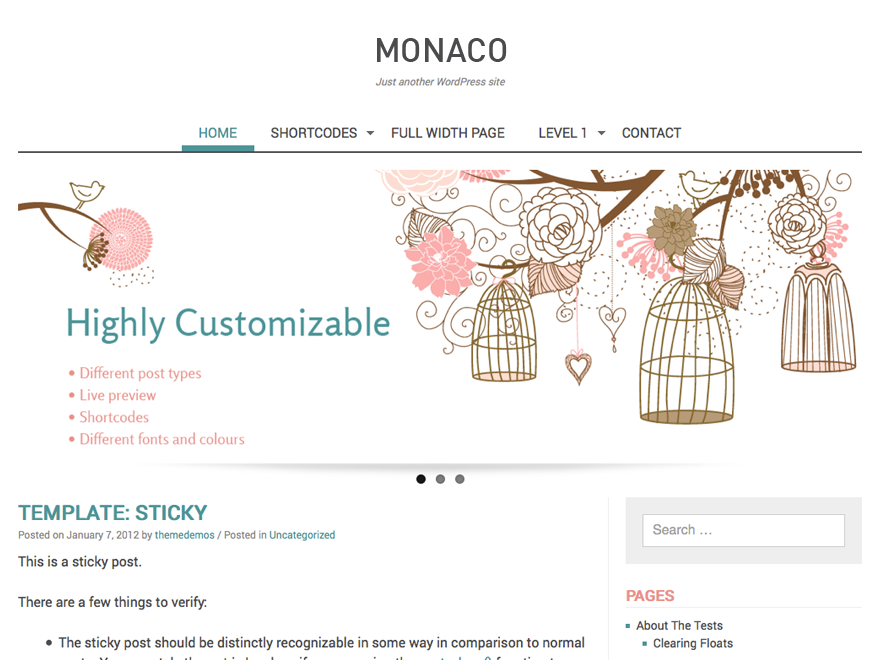 MONACO
Just another WordPress site
HOME SHORTCODES FULL WIDTH PAGE LEVEL 1 CONTACT
Highly Customizable
• Different post types
• Live preview
• Shortcodes
• Different fonts and colours
TEMPLATE: STICKY
Posted on January 7, 2012 by themedemos / Posted in Uncategorized
This is a sticky post.
There are a few things to verify:
• The sticky post should be distinctly recognizable in some way in comparison to normal
Search ...
PAGES
About The Tests
Clearing Floats